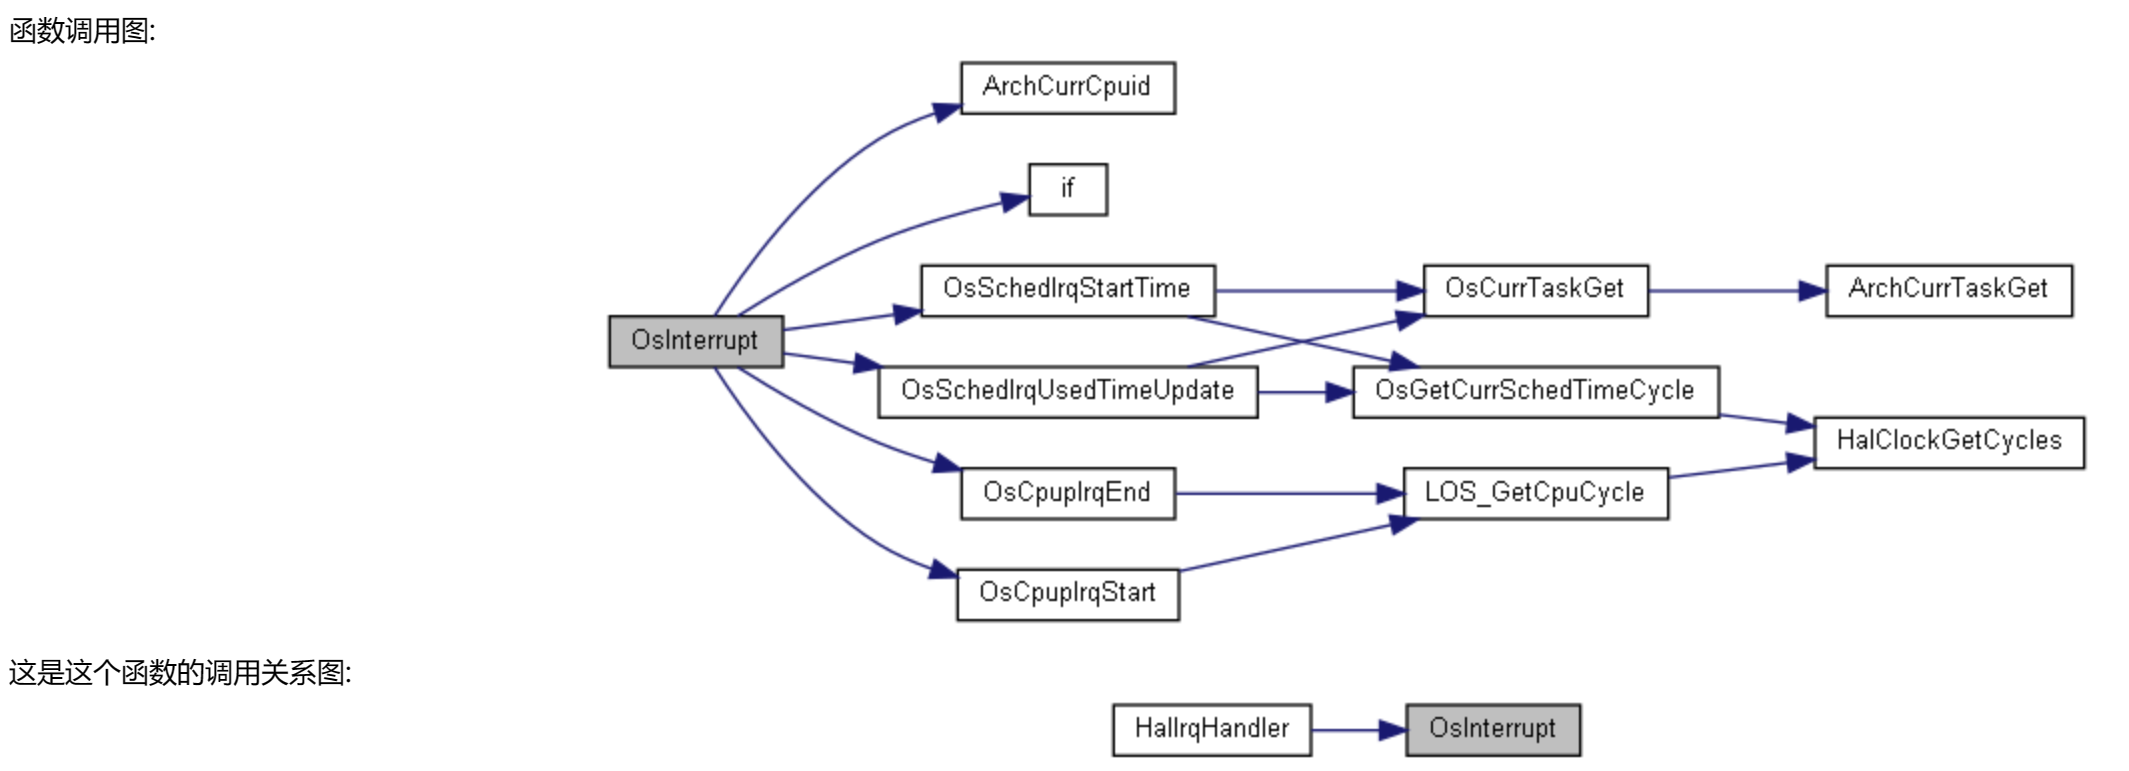 函数调用图:
ArchCurrCpuid
if
OsSchedIrqStartTime
OsCurrTaskGet
ArchCurrTaskGet
OsInterrupt
OsSchedIrqUsedTimeUpdate
OsGetCurrSchedTimeCycle
HalClockGetCycles
OsCpupIrqEnd
LOS_GetCpuCycle
OsCpupIrqStart
这是这个函数的调用关系图:
HalIrqHandler
OsInterrupt